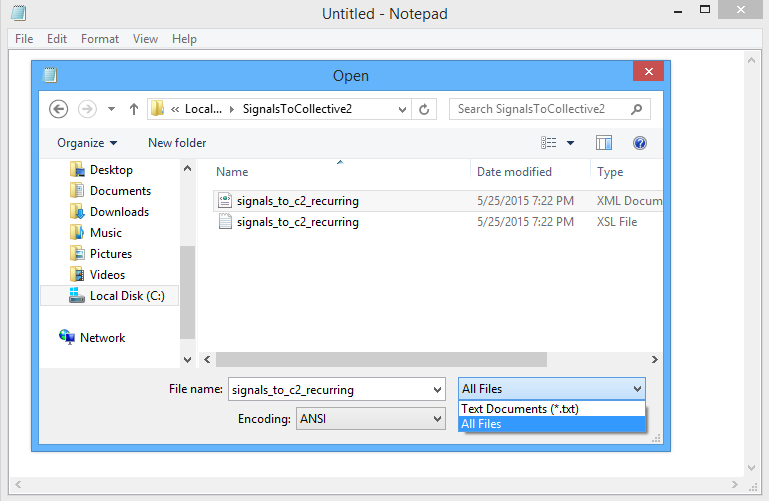 Untitled - Notepad
File Edit Format View Help
Open
« Local... SignalsToCollective2
Search SignalsToCollective2
Organize New folder
Desktop
Documents
Downloads
Music
Pictures
Videos
Local Disk (C:)
Network
Name Date modified Type
signals_to_c2_recurring 5/25/2015 7:22 PM XML Docum
signals_to_c2_recurring 5/25/2015 7:22 PM XSL File
File name: signals_to_c2_recurring All Files
Encoding: ANSI
Text Documents (*.txt)
All Files